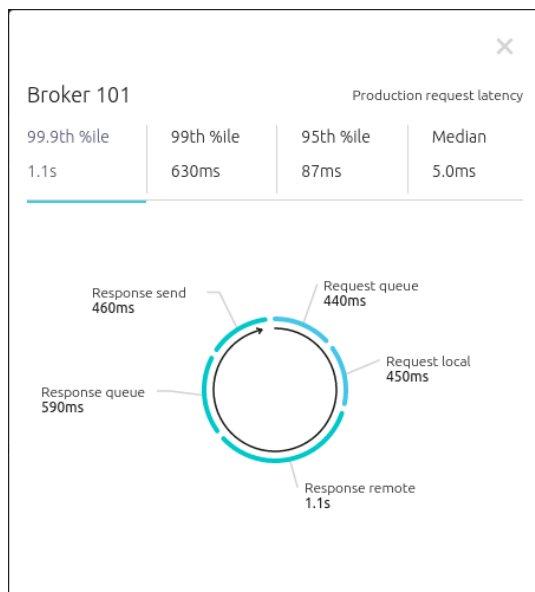 Broker 101
Production request latency
99.9th %ile
99th %ile
95th %ile
Median
1.1s
630ms
87ms
5.0ms
Response send
460ms
Request queue
440ms
Request local
450ms
Response queue
590ms
Response remote
1.1s